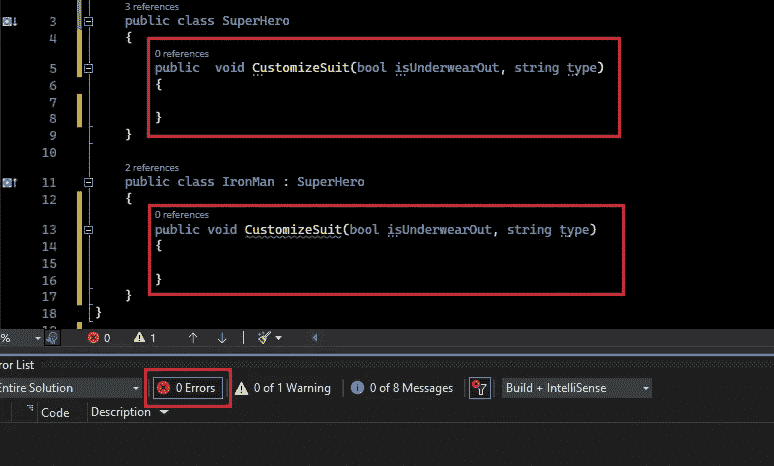 3 references
3 public class SuperHero
4 {
0 references
5 public void CustomizeSuit(bool isUnderwearOut, string type)
6 {
7
8 }
9 }
10
2 references
11 public class IronMan : SuperHero
12 {
0 references
13 public void CustomizeSuit(bool isUnderwearOut, string type)
14 {
15
16 }
17 }
18 }
% 0 1
ror List
Entire Solution 0 Errors 0 of 1 Warning 0 of 8 Messages Build + IntelliSense
Code Description